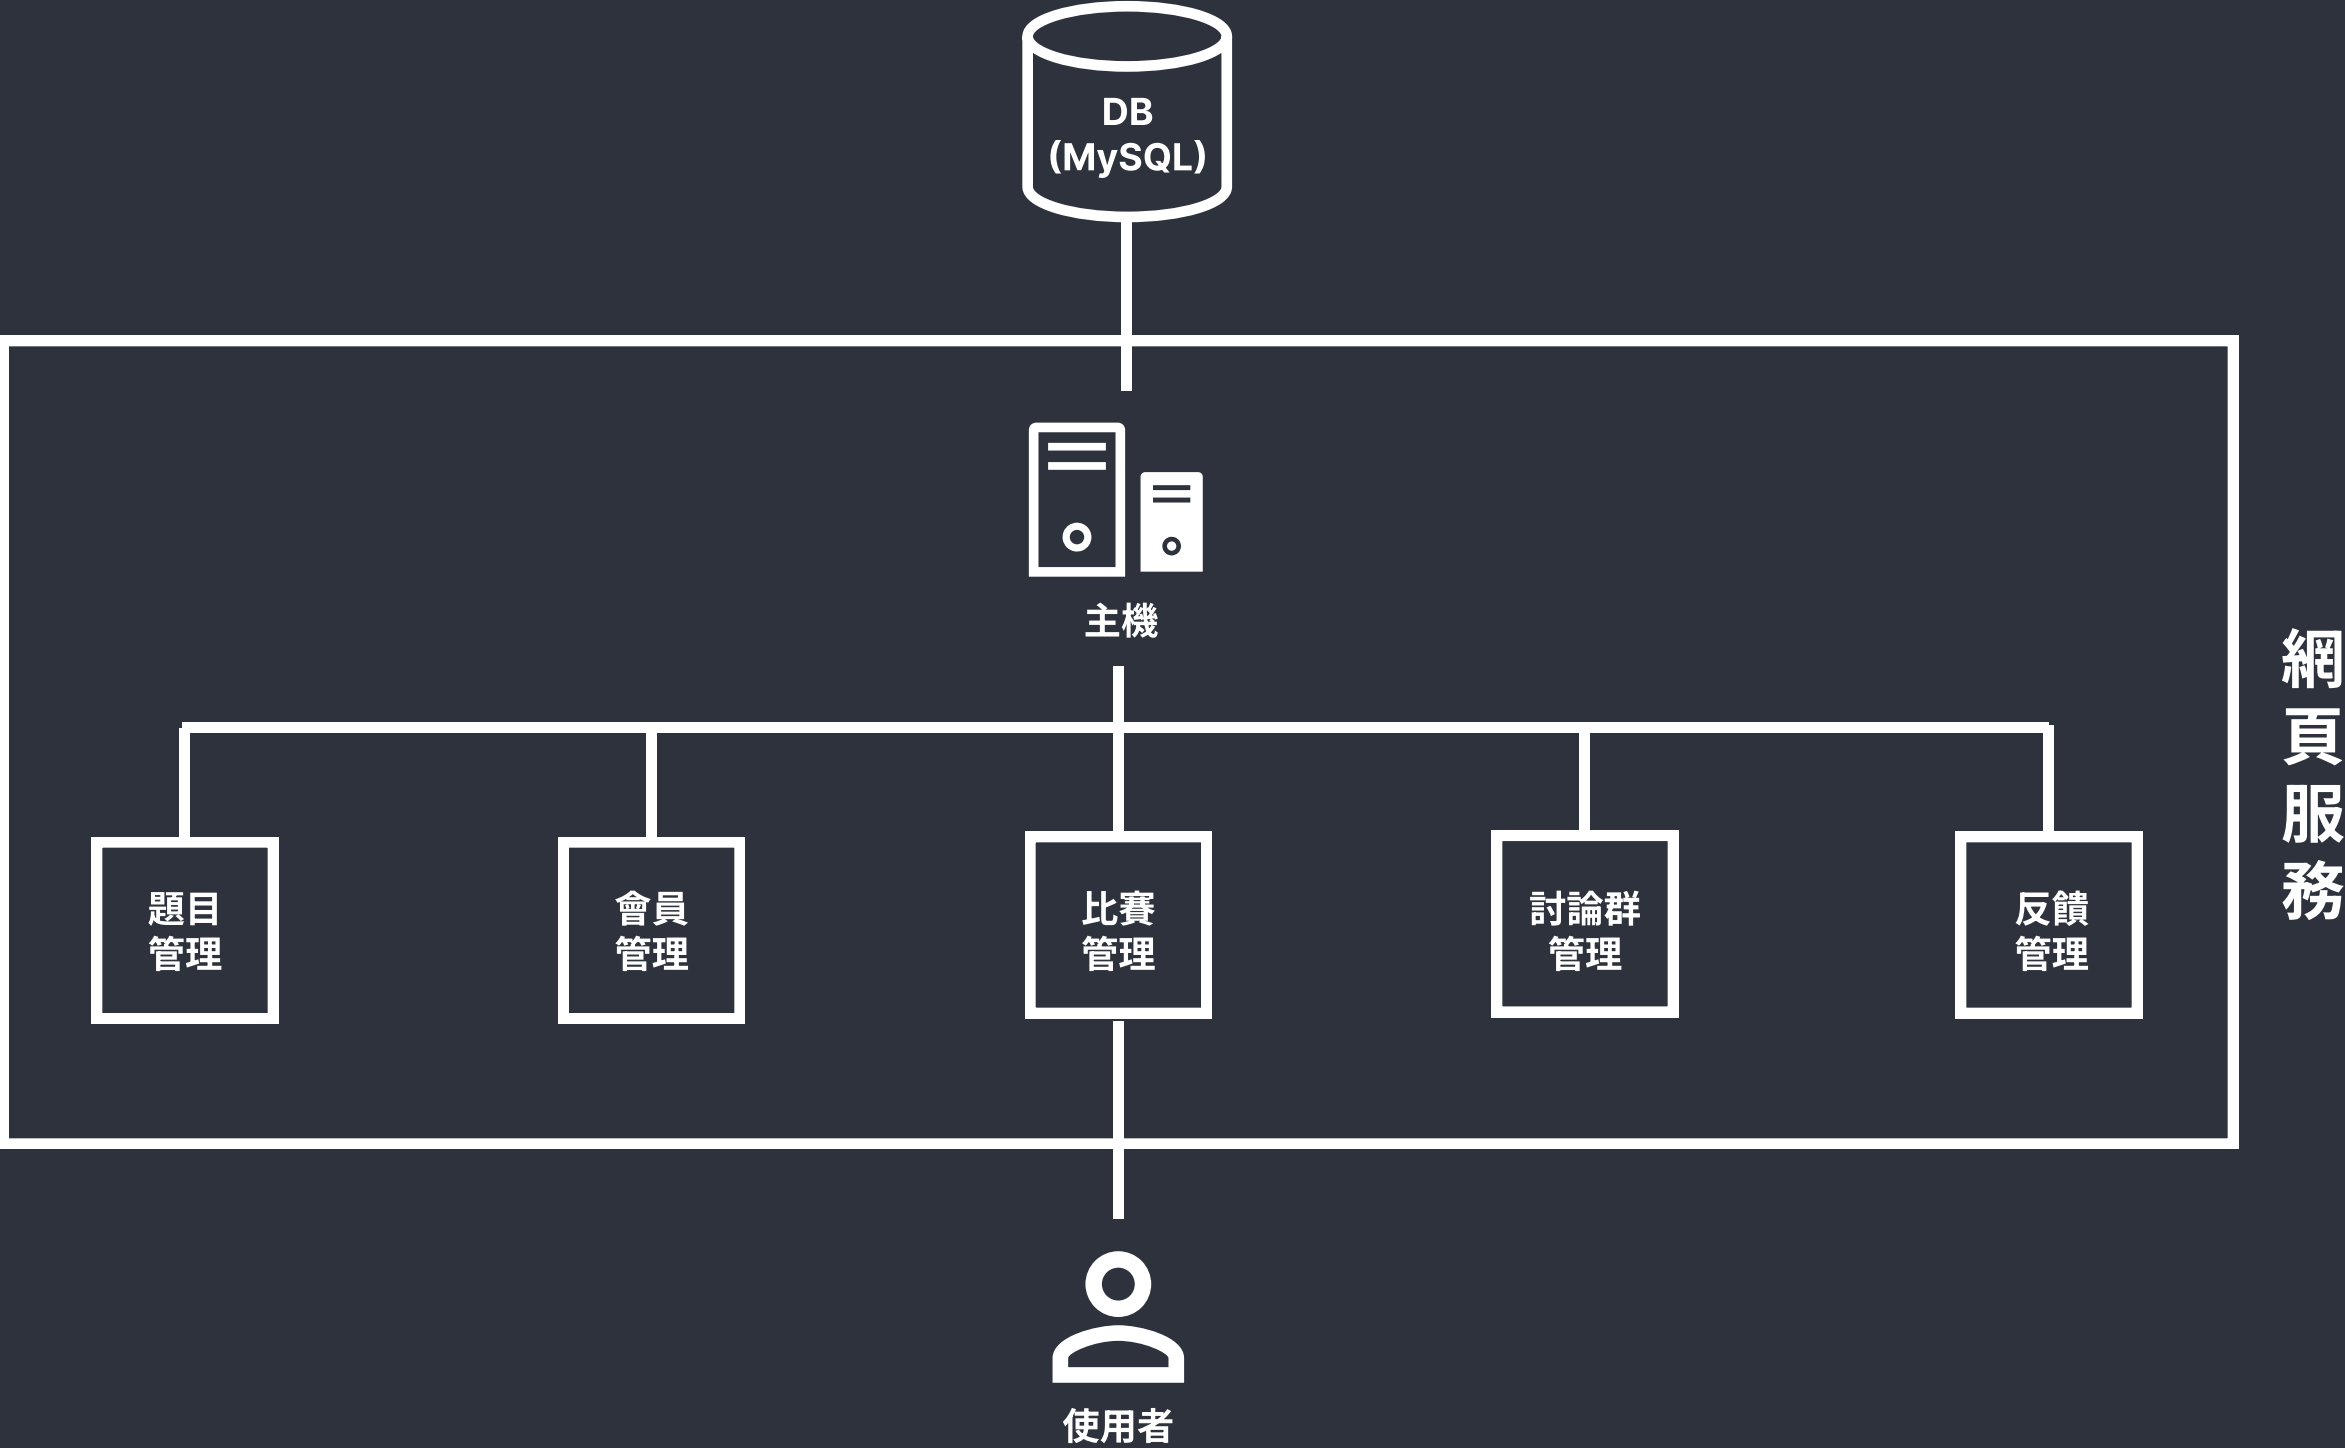 DB
(MySQL)
主機
題目
管理
會員
管理
比賽
管理
討論群
管理
反饋
管理
網頁服務
使用者